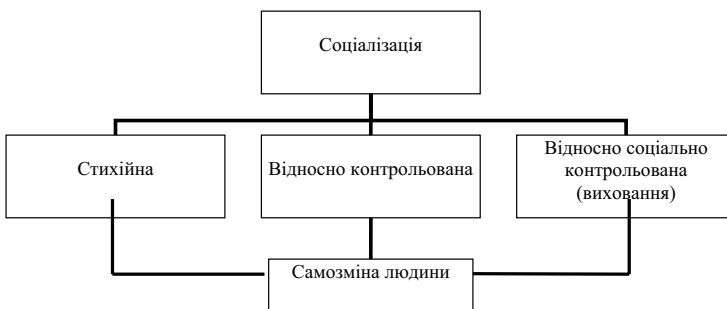 Соціалізація
Стихійна
Відносно контрольована
Відносно соціально
контрольована
(виховання)
Самозміна людини